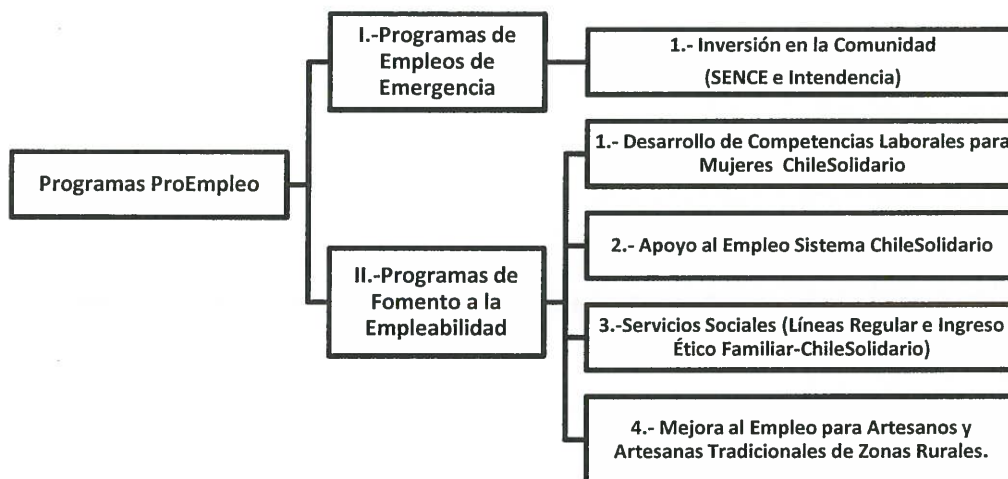 Programas ProEmpleo
I.-Programas de
Empleos de
Emergencia
1.- Inversión en la Comunidad
(SENCE e Intendencia)
II.-Programas de
Fomento a la
Empleabilidad
1.- Desarrollo de Competencias Laborales para
Mujeres ChileSolidario
2.- Apoyo al Empleo Sistema ChileSolidario
3.-Servicios Sociales (Líneas Regular e Ingreso
Ético Familiar-ChileSolidario)
4.- Mejora al Empleo para Artesanos y
Artesanas Tradicionales de Zonas Rurales.